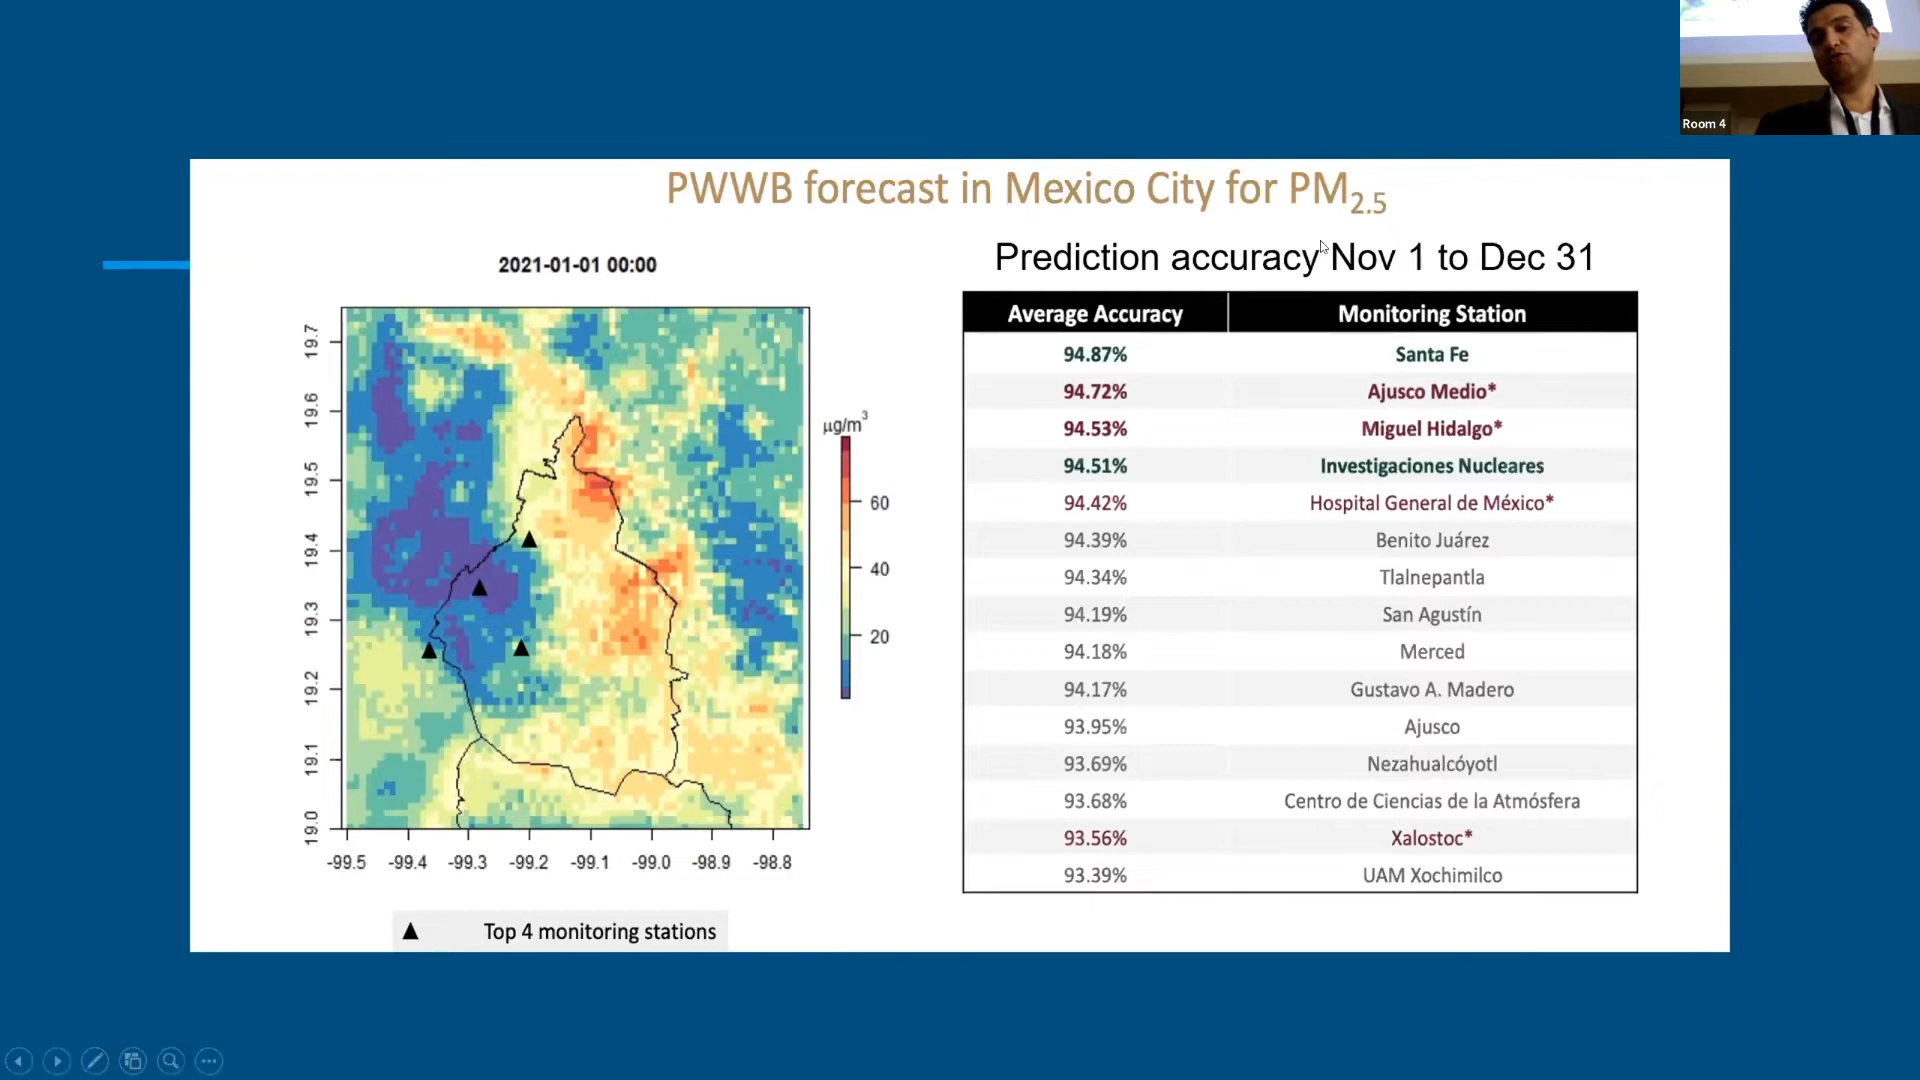 Room 4
PWWB forecast in Mexico City for PM2.5
2021-01-01 00:00
19.7
19.6
19.5
19.4
19.3
19.2
19.1
19.0
-99.5 -99.4 -99.3 -99.2 -99.1 -99.0 -98.9 -98.8
µg/m3
60
40
20
▲ Top 4 monitoring stations
Prediction accuracy Nov 1 to Dec 31
Average Accuracy Monitoring Station
94.87% Santa Fe
94.72% Ajusco Medio*
94.53% Miguel Hidalgo*
94.51% Investigaciones Nucleares
94.42% Hospital General de México*
94.39% Benito Juárez
94.34% Tlalnepantla
94.19% San Agustín
94.18% Merced
94.17% Gustavo A. Madero
93.95% Ajusco
93.69% Nezahualcóyotl
93.68% Centro de Ciencias de la Atmósfera
93.56% Xalostoc*
93.39% UAM Xochimilco